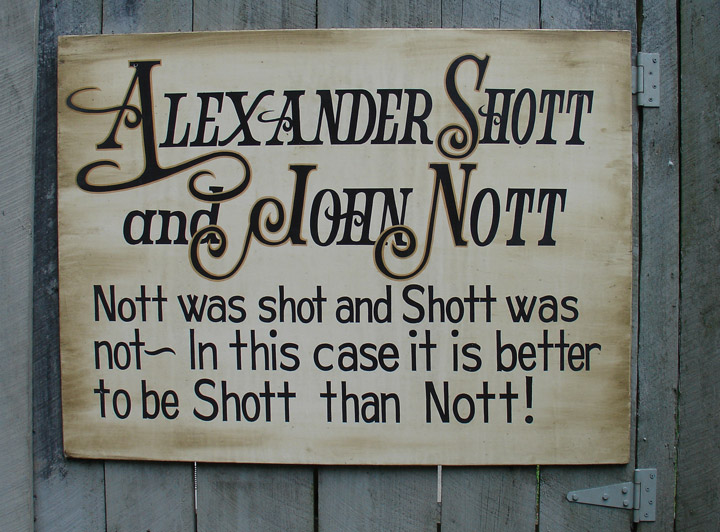 ALEXANDER SHOTT
and JOHN NOTT
Nott was shot and Shott was
not~ In this case it is better
to be Shott than Nott!